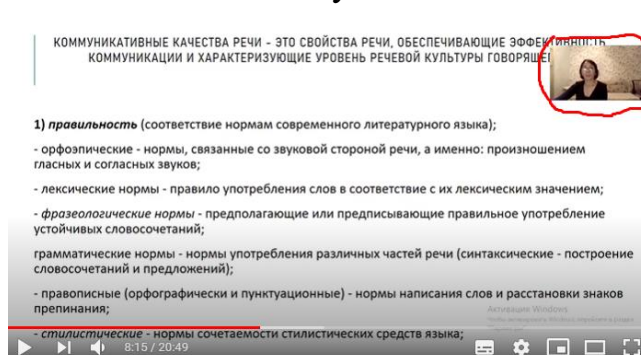 КОММУНИКАТИВНЫЕ КАЧЕСТВА РЕЧИ - ЭТО СВОЙСТВА РЕЧИ, ОБЕСПЕЧИВАЮЩИЕ ЭФФЕКТИВНОСТЬ
КОММУНИКАЦИИ И ХАРАКТЕРИЗУЮЩИЕ УРОВЕНЬ РЕЧЕВОЙ КУЛЬТУРЫ ГОВОРЯЩЕГ
1) правильность (соответствие нормам современного литературного языка);
- орфоэпические - нормы, связанные со звуковой стороной речи, а именно: произношением
гласных и согласных звуков;
- лексические нормы - правило употребления слов в соответствие с их лексическим значением;
- фразеологические нормы - предполагающие или предписывающие правильное употребление
устойчивых словосочетаний;
грамматические нормы - нормы употребления различных частей речи (синтаксические - построение
словосочетаний и предложений);
- правописные (орфографически и пунктуационные) - нормы написания слов и расстановки знаков
препинания;
Активация Windows
- стилистические - нормы сочетаемости стилистических средств языка;
8:15 / 20:49